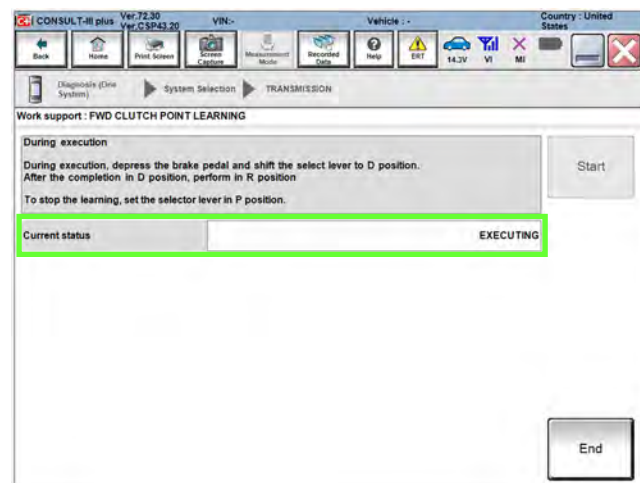 CONSULT-III plus Ver.72.30 VIN:- Vehicle : - Country : United
Ver.CSP43.20 States
Back Home Print Screen Screen Capture Measurement Mode Recorded Data Help ERT 14.3V VI MI
Diagnosis (One System) System Selection TRANSMISSION
Work support : FWD CLUTCH POINT LEARNING
During execution
During execution, depress the brake pedal and shift the select lever to D position.
After the completion in D position, perform in R position
To stop the learning, set the selector lever in P position.
Start
Current status EXECUTING
End